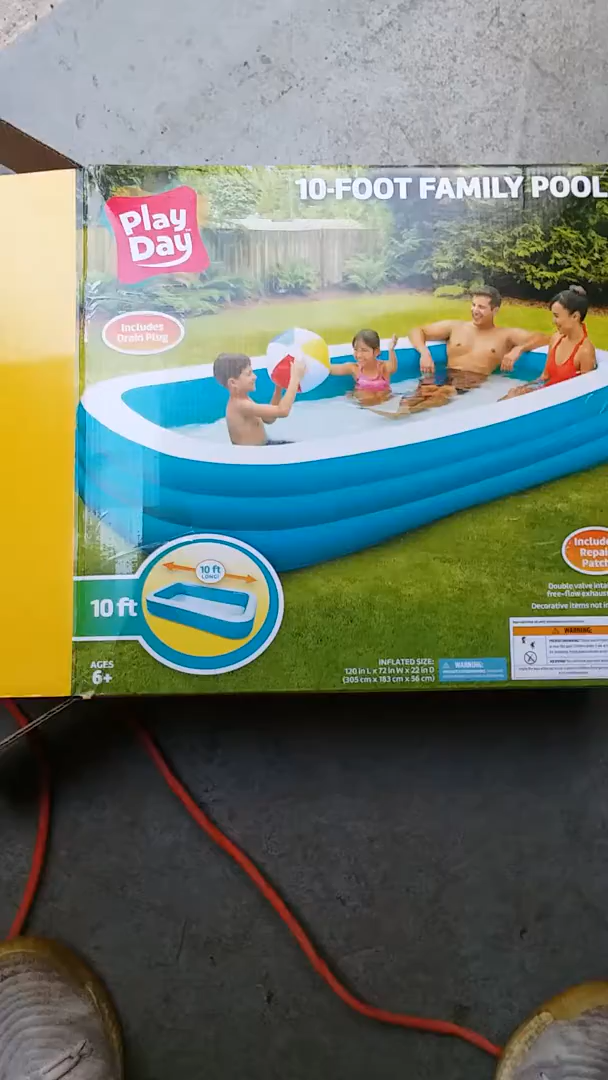 10-FOOT FAMILY POOL
Play
Day
Includes
Drain Plug
10 ft
LONG!
10 ft
AGES
6+
INFLATED SIZE:
120 in L x 72 in W x 22 in D
(305 cm x 183 cm x 56 cm)
WARNING:
Include
Repai
Patch
Double valve inta
free-flow exhaus
Decorative items not i
WARNING: